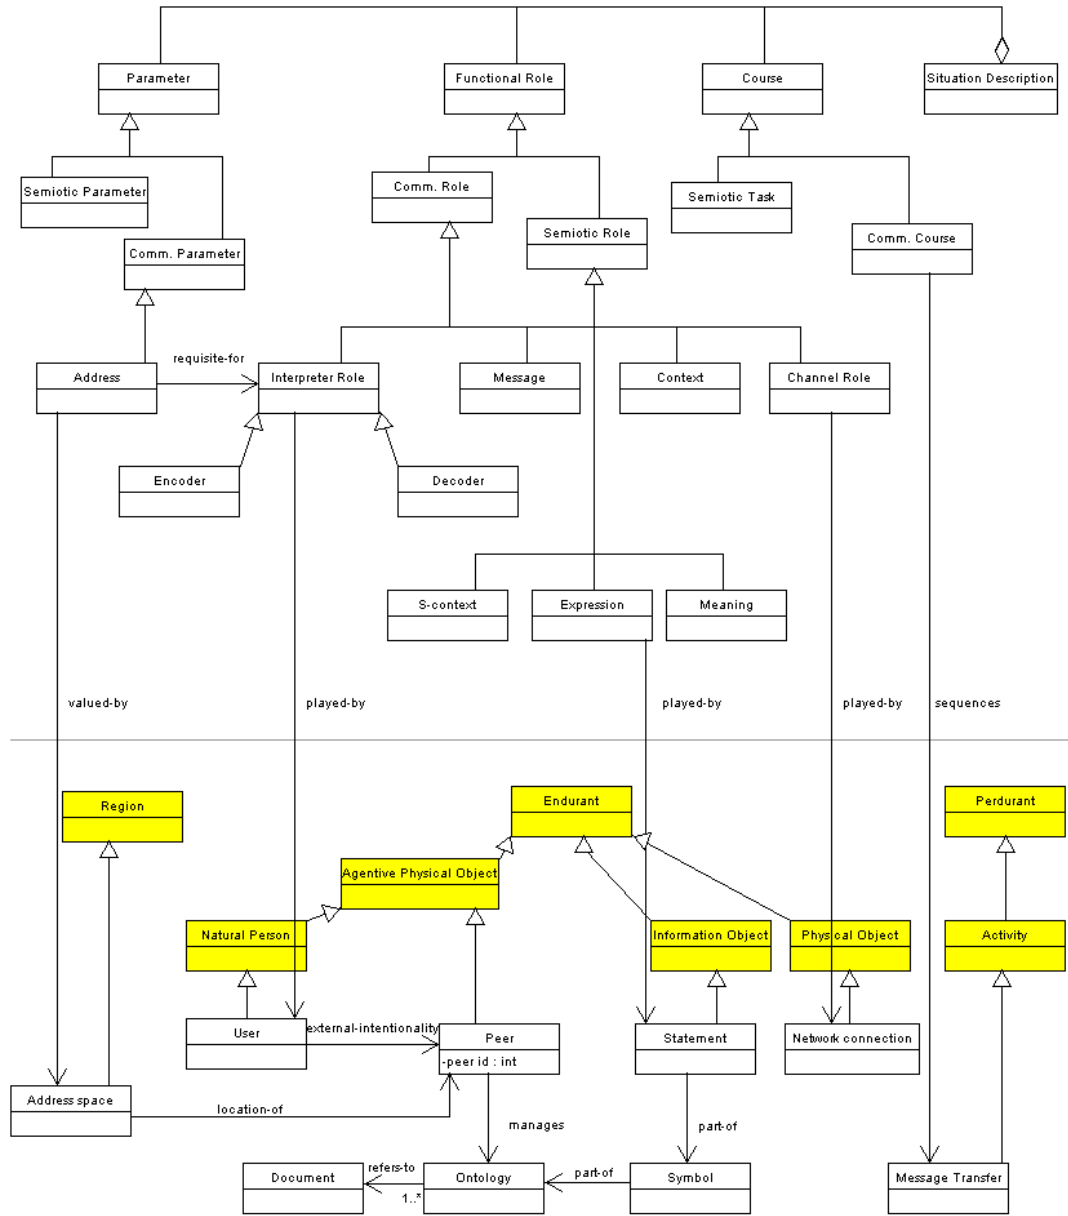 Parameter
Functional Role
Course
Situation Description
Semiotic Parameter
Comm. Role
Semiotic Task
Semiotic Role
Comm. Course
Comm. Parameter
requisite-for
Address
Interpreter Role
Message
Context
Channel Role
Encoder
Decoder
S-context
Expression
Meaning
valued-by
played-by
played-by
played-by
sequences
Region
Endurant
Perdurant
Agentive Physical Object
Natural Person
Information Object
Physical Object
Activity
User
external-intentionality
Peer
-peer id : int
Statement
Network connection
Address space
location-of
manages
part-of
Document
refers-to
1..*
Ontology
part-of
Symbol
Message Transfer